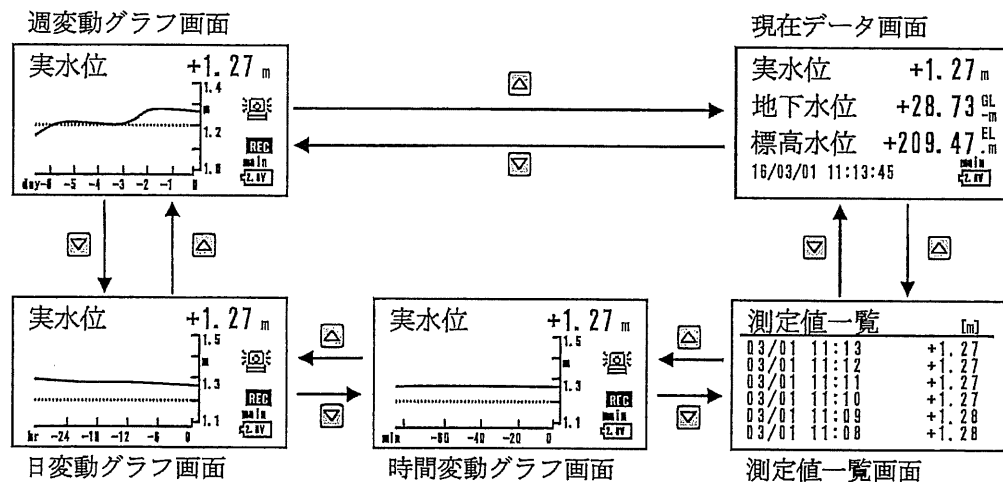 週変動グラフ画面
実水位 +1.27 m
1.4
m
1.2
REC
main
1.0
2.8V
day-6 -5 -4 -3 -2 -1 0
現在データ画面
実水位 +1.27 m
地下水位 +28.73 GL-m
標高水位 +209.47 EL.m
16/03/01 11:13:45
main
2.8V
実水位 +1.27 m
1.5
m
1.3
REC
main
1.1
2.8V
hr -24 -18 -12 -6 0
日変動グラフ画面
実水位 +1.27 m
1.5
m
1.3
REC
main
1.1
2.8V
min -60 -40 -20 0
時間変動グラフ画面
測定値一覧 [m]
03/01 11:13 +1.27
03/01 11:12 +1.27
03/01 11:11 +1.27
03/01 11:10 +1.27
03/01 11:09 +1.28
03/01 11:08 +1.28
測定値一覧画面